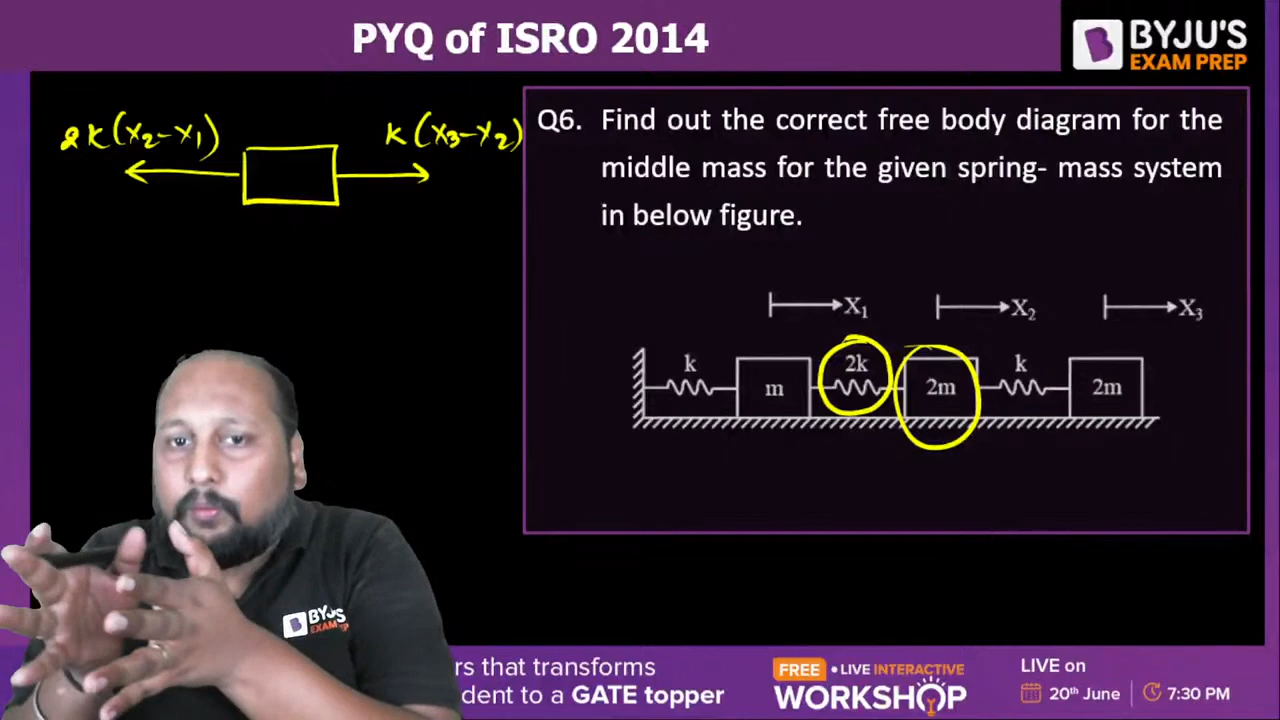 PYQ of ISRO 2014
BYJU'S
EXAM PREP
2k(x2-x1)
k(x3-x2)
Q6. Find out the correct free body diagram for the
middle mass for the given spring- mass system
in below figure.
X1
X2
X3
k
2k
k
m
2m
2m
BYJU'S
EXAM PREP
rs that transforms
dent to a GATE topper
FREE • LIVE INTERACTIVE
WORKSHOP
LIVE on
20th June
7:30 PM